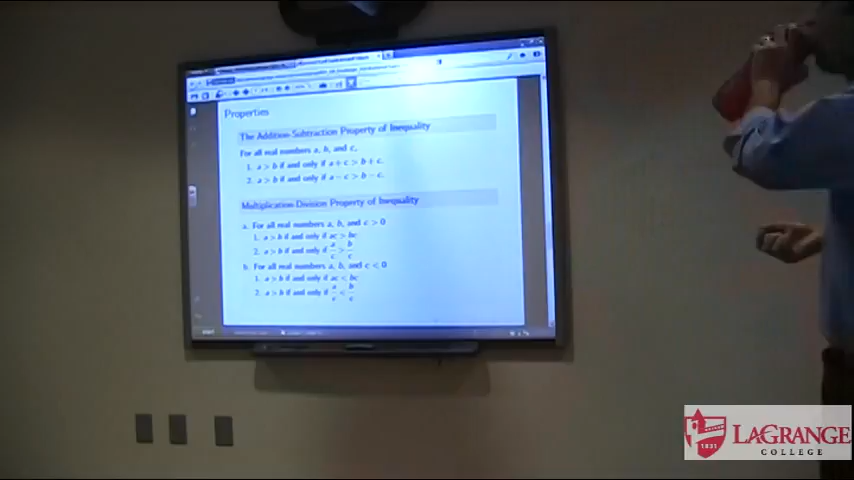 Properties
The Addition-Subtraction Property of Inequality
For all real numbers a, b, and c,
1. a > b if and only if a + c > b + c.
2. a > b if and only if a − c > b − c.
Multiplication-Division Property of Inequality
a. For all real numbers a, b, and c > 0
1. a > b if and only if ac > bc
2. a > b if and only if a/c > b/c
b. For all real numbers a, b, and c < 0
1. a > b if and only if ac < bc
2. a > b if and only if a/c < b/c
1831
LAGRANGE
COLLEGE